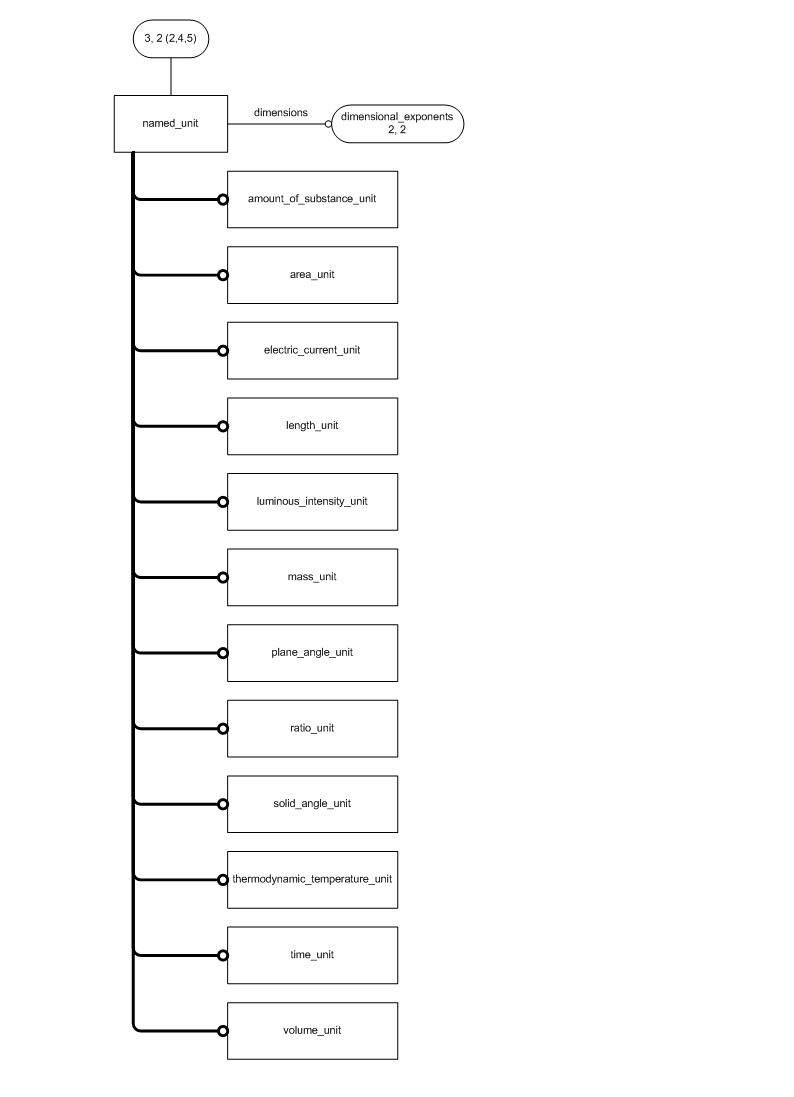 3, 2 (2,4,5)
named_unit
dimensions
dimensional_exponents
2, 2
amount_of_substance_unit
area_unit
electric_current_unit
length_unit
luminous_intensity_unit
mass_unit
plane_angle_unit
ratio_unit
solid_angle_unit
thermodynamic_temperature_unit
time_unit
volume_unit